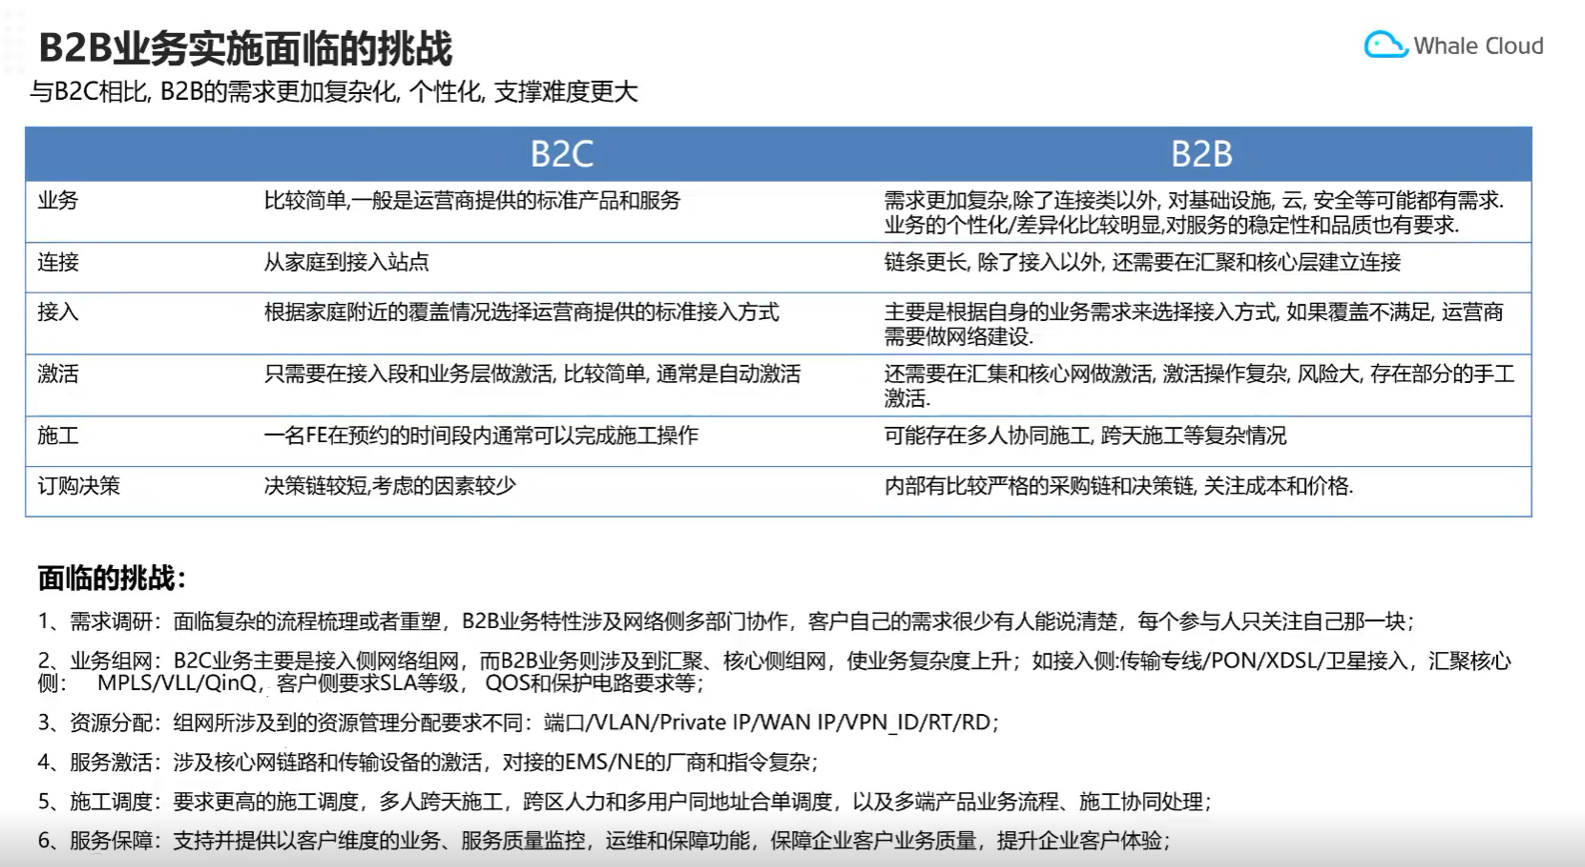 B2B业务实施面临的挑战
Whale Cloud
与B2C相比, B2B的需求更加复杂化, 个性化, 支撑难度更大
B2C
B2B
业务
比较简单,一般是运营商提供的标准产品和服务
需求更加复杂,除了连接类以外, 对基础设施, 云, 安全等可能都有需求.
业务的个性化/差异化比较明显,对服务的稳定性和品质也有要求.
连接
从家庭到接入站点
链条更长, 除了接入以外, 还需要在汇聚和核心层建立连接
接入
根据家庭附近的覆盖情况选择运营商提供的标准接入方式
主要是根据自身的业务需求来选择接入方式, 如果覆盖不满足, 运营商
需要做网络建设.
激活
只需要在接入段和业务层做激活, 比较简单, 通常是自动激活
还需要在汇集和核心网做激活, 激活操作复杂, 风险大, 存在部分的手工
激活.
施工
一名FE在预约的时间段内通常可以完成施工操作
可能存在多人协同施工, 跨天施工等复杂情况
订购决策
决策链较短,考虑的因素较少
内部有比较严格的采购链和决策链, 关注成本和价格.
面临的挑战：
1、需求调研：面临复杂的流程梳理或者重塑，B2B业务特性涉及网络侧多部门协作，客户自己的需求很少有人能说清楚，每个参与人只关注自己那一块；
2、业务组网：B2C业务主要是接入侧网络组网，而B2B业务则涉及到汇聚、核心侧组网，使业务复杂度上升；如接入侧:传输专线/PON/XDSL/卫星接入，汇聚核心
侧： MPLS/VLL/QinQ，客户侧要求SLA等级， QOS和保护电路要求等；
3、资源分配：组网所涉及到的资源管理分配要求不同：端口/VLAN/Private IP/WAN IP/VPN_ID/RT/RD；
4、服务激活：涉及核心网链路和传输设备的激活，对接的EMS/NE的厂商和指令复杂；
5、施工调度：要求更高的施工调度，多人跨天施工，跨区人力和多用户同地址合单调度，以及多端产品业务流程、施工协同处理；
6、服务保障：支持并提供以客户维度的业务、服务质量监控，运维和保障功能，保障企业客户业务质量，提升企业客户体验；